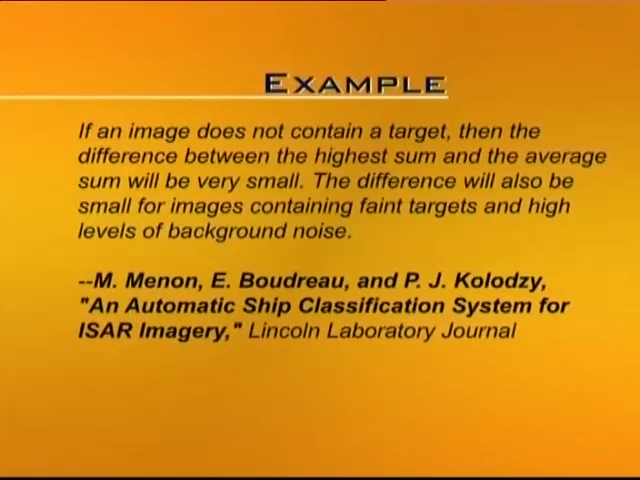 EXAMPLE
If an image does not contain a target, then the
difference between the highest sum and the average
sum will be very small. The difference will also be
small for images containing faint targets and high
levels of background noise.
--M. Menon, E. Boudreau, and P. J. Kolodzy,
"An Automatic Ship Classification System for
ISAR Imagery," Lincoln Laboratory Journal